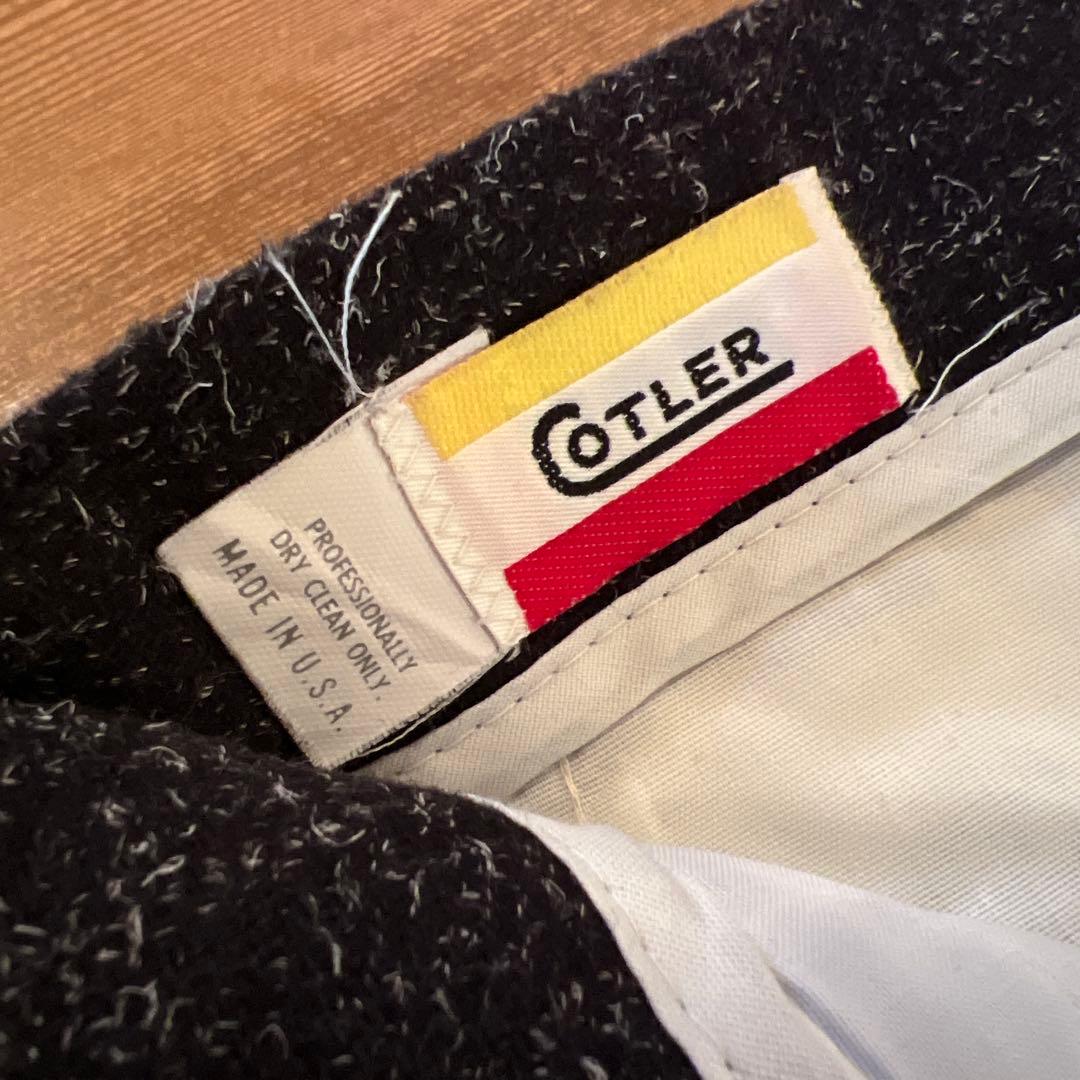 COTLER
PROFESSIONALLY
DRY CLEAN ONLY.
MADE IN U.S.A.